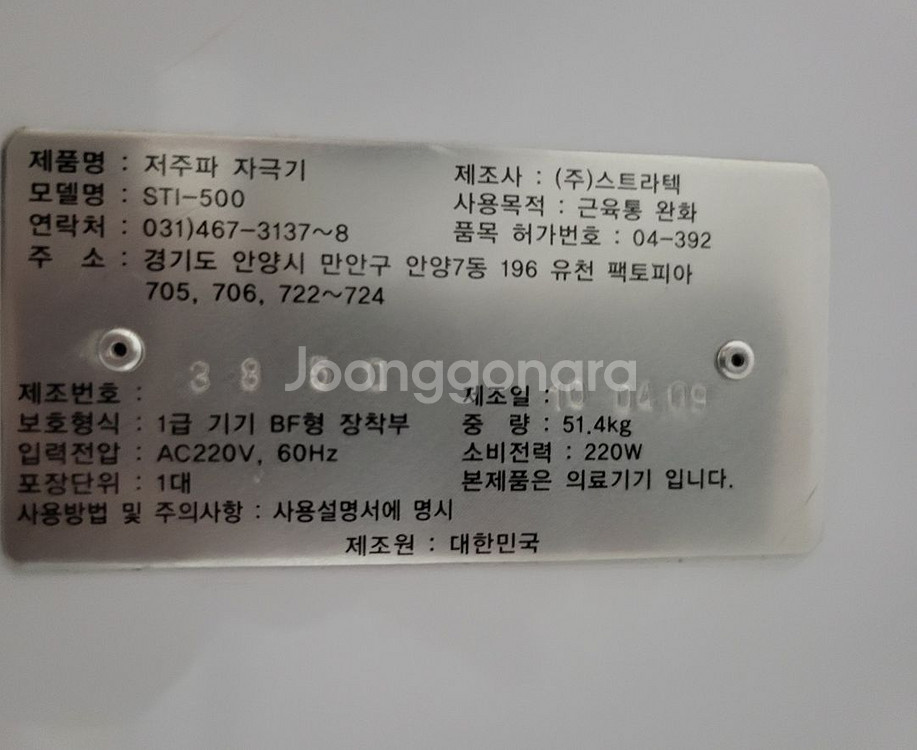 제품명 : 저주파 자극기
제조사 : (주)스트라텍
모델명 : STI-500
사용목적 : 근육통 완화
연락처 : 031)467-3137~8
품목 허가번호 : 04-392
주 소 : 경기도 안양시 만안구 안양7동 196 유천 팩토피아
705, 706, 722~724
Joonggonara
제조번호 : 3 8
제조일 : 10 04 09
보호형식 : 1급 기기 BF형 장착부
중 량 : 51.4kg
입력전압 : AC220V, 60Hz
소비전력 : 220W
포장단위 : 1대
본제품은 의료기기 입니다.
사용방법 및 주의사항 : 사용설명서에 명시
제조원 : 대한민국